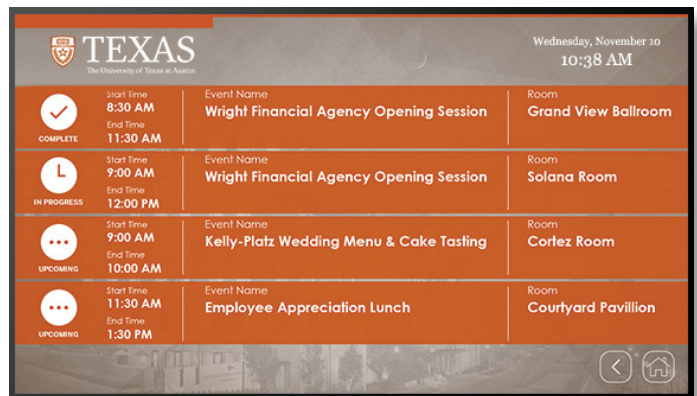 TEXAS
The University of Texas at Austin
Wednesday, November 10
10:38 AM
COMPLETE
Start Time
8:30 AM
End Time
11:30 AM
Event Name
Wright Financial Agency Opening Session
Room
Grand View Ballroom
IN PROGRESS
Start Time
9:00 AM
End Time
12:00 PM
Event Name
Wright Financial Agency Opening Session
Room
Solana Room
UPCOMING
Start Time
9:00 AM
End Time
10:00 AM
Event Name
Kelly-Platz Wedding Menu & Cake Tasting
Room
Cortez Room
UPCOMING
Start Time
11:30 AM
End Time
1:30 PM
Event Name
Employee Appreciation Lunch
Room
Courtyard Pavillion